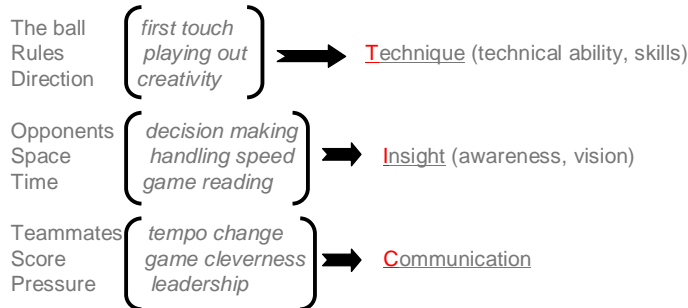 The ball first touch
Rules playing out Technique (technical ability, skills)
Direction creativity
Opponents decision making
Space handling speed Insight (awareness, vision)
Time game reading
Teammates tempo change
Score game cleverness Communication
Pressure leadership